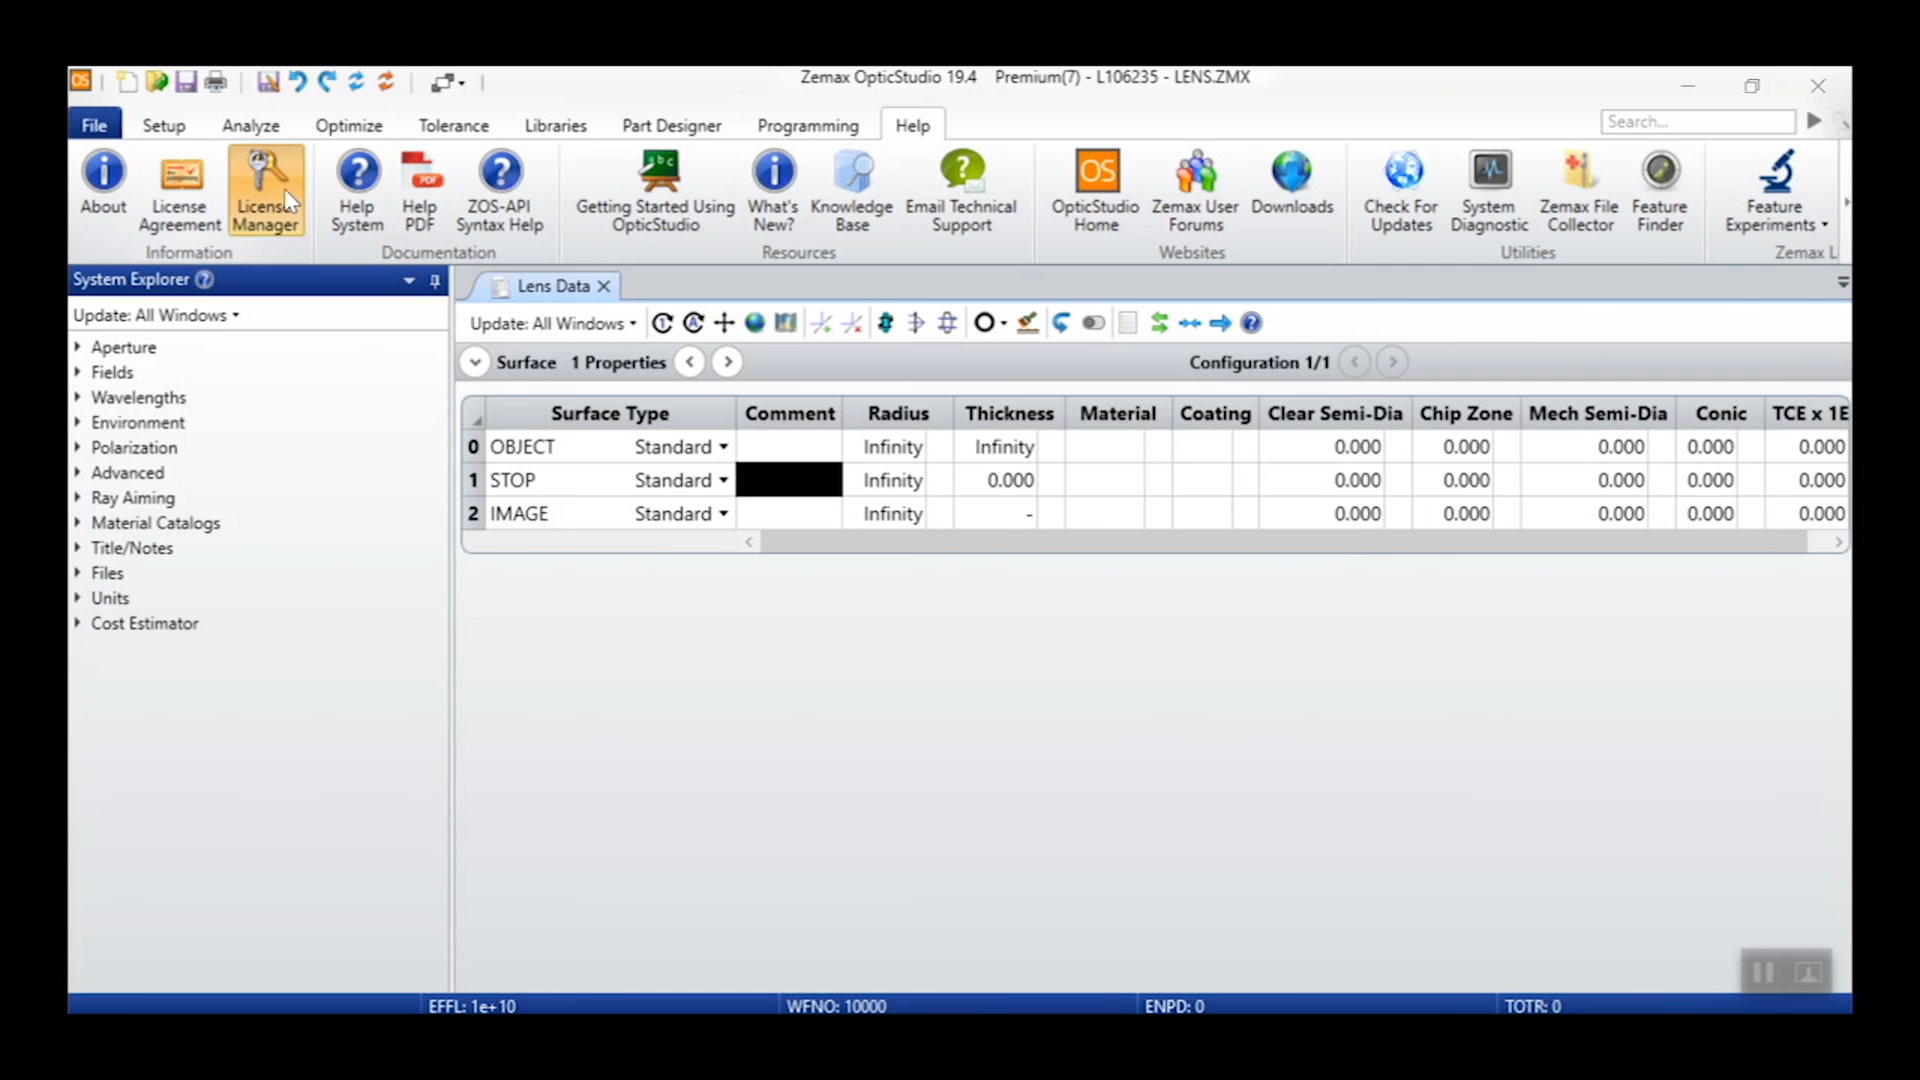 OS
Zemax OpticStudio 19.4 Premium(7) - L106235 - LENS.ZMX
File Setup Analyze Optimize Tolerance Libraries Part Designer Programming Help Search...
abc PDF OS
About License Agreement License Manager Help System Help PDF ZOS-API Syntax Help Getting Started Using OpticStudio What's New? Knowledge Base Email Technical Support OpticStudio Home Zemax User Forums Downloads Check For Updates System Diagnostic Zemax File Collector Feature Finder Feature Experiments
Information Documentation Resources Websites Utilities Zemax L
System Explorer
Update: All Windows
Aperture
Fields
Wavelengths
Environment
Polarization
Advanced
Ray Aiming
Material Catalogs
Title/Notes
Files
Units
Cost Estimator
Lens Data
Update: All Windows
Surface 1 Properties Configuration 1/1
Surface Type Comment Radius Thickness Material Coating Clear Semi-Dia Chip Zone Mech Semi-Dia Conic TCE x 1E
0 OBJECT Standard Infinity Infinity 0.000 0.000 0.000 0.000 0.000
1 STOP Standard Infinity 0.000 0.000 0.000 0.000 0.000 0.000
2 IMAGE Standard Infinity - 0.000 0.000 0.000 0.000 0.000
EFFL: 1e+10 WFNO: 10000 ENPD: 0 TOTR: 0